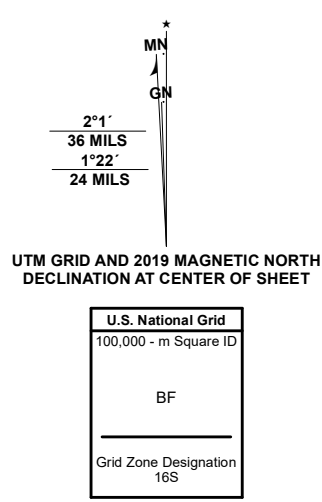 MN
GN
2°1´
36 MILS
1°22´
24 MILS
UTM GRID AND 2019 MAGNETIC NORTH
DECLINATION AT CENTER OF SHEET
U.S. National Grid
100,000 - m Square ID
BF
Grid Zone Designation
16S